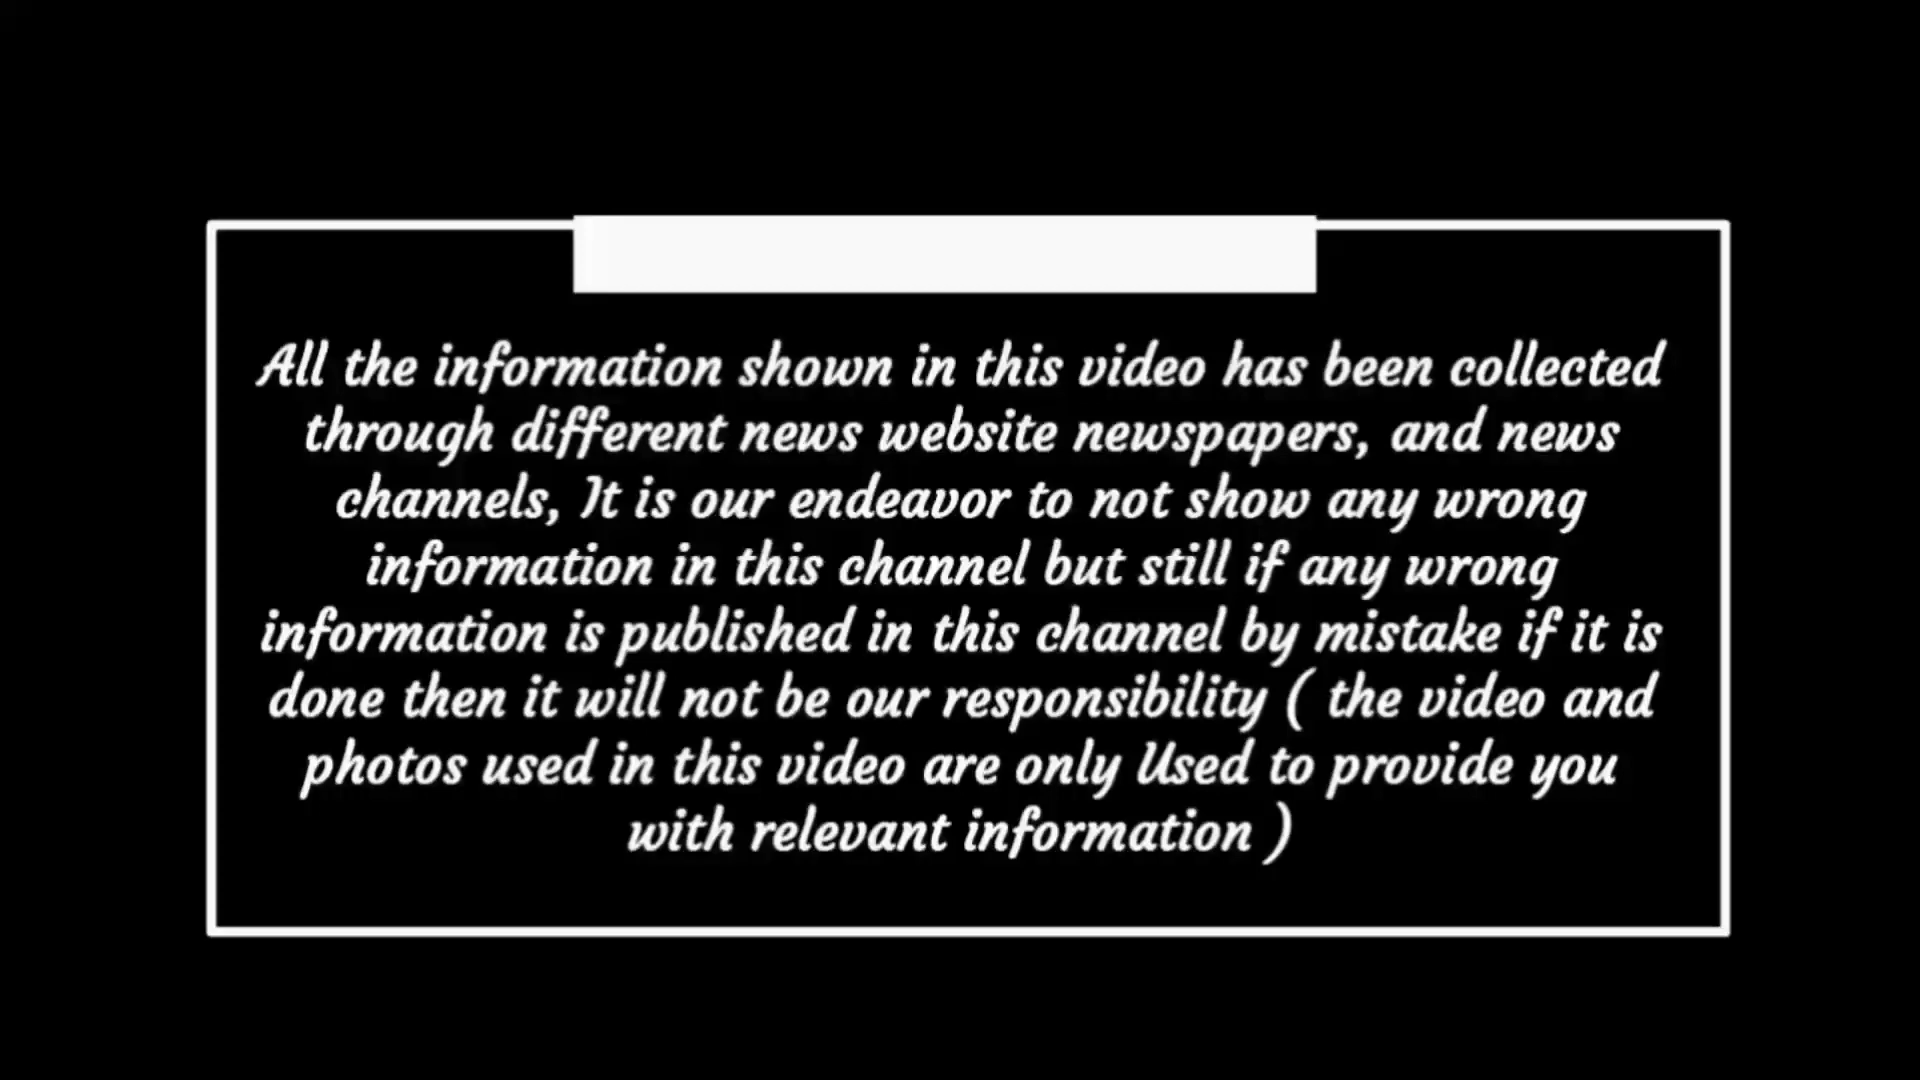 All the information shown in this video has been collected
through different news website newspapers, and news
channels, It is our endeavor to not show any wrong
information in this channel but still if any wrong
information is published in this channel by mistake if it is
done then it will not be our responsibility ( the video and
photos used in this video are only Used to provide you
with relevant information )